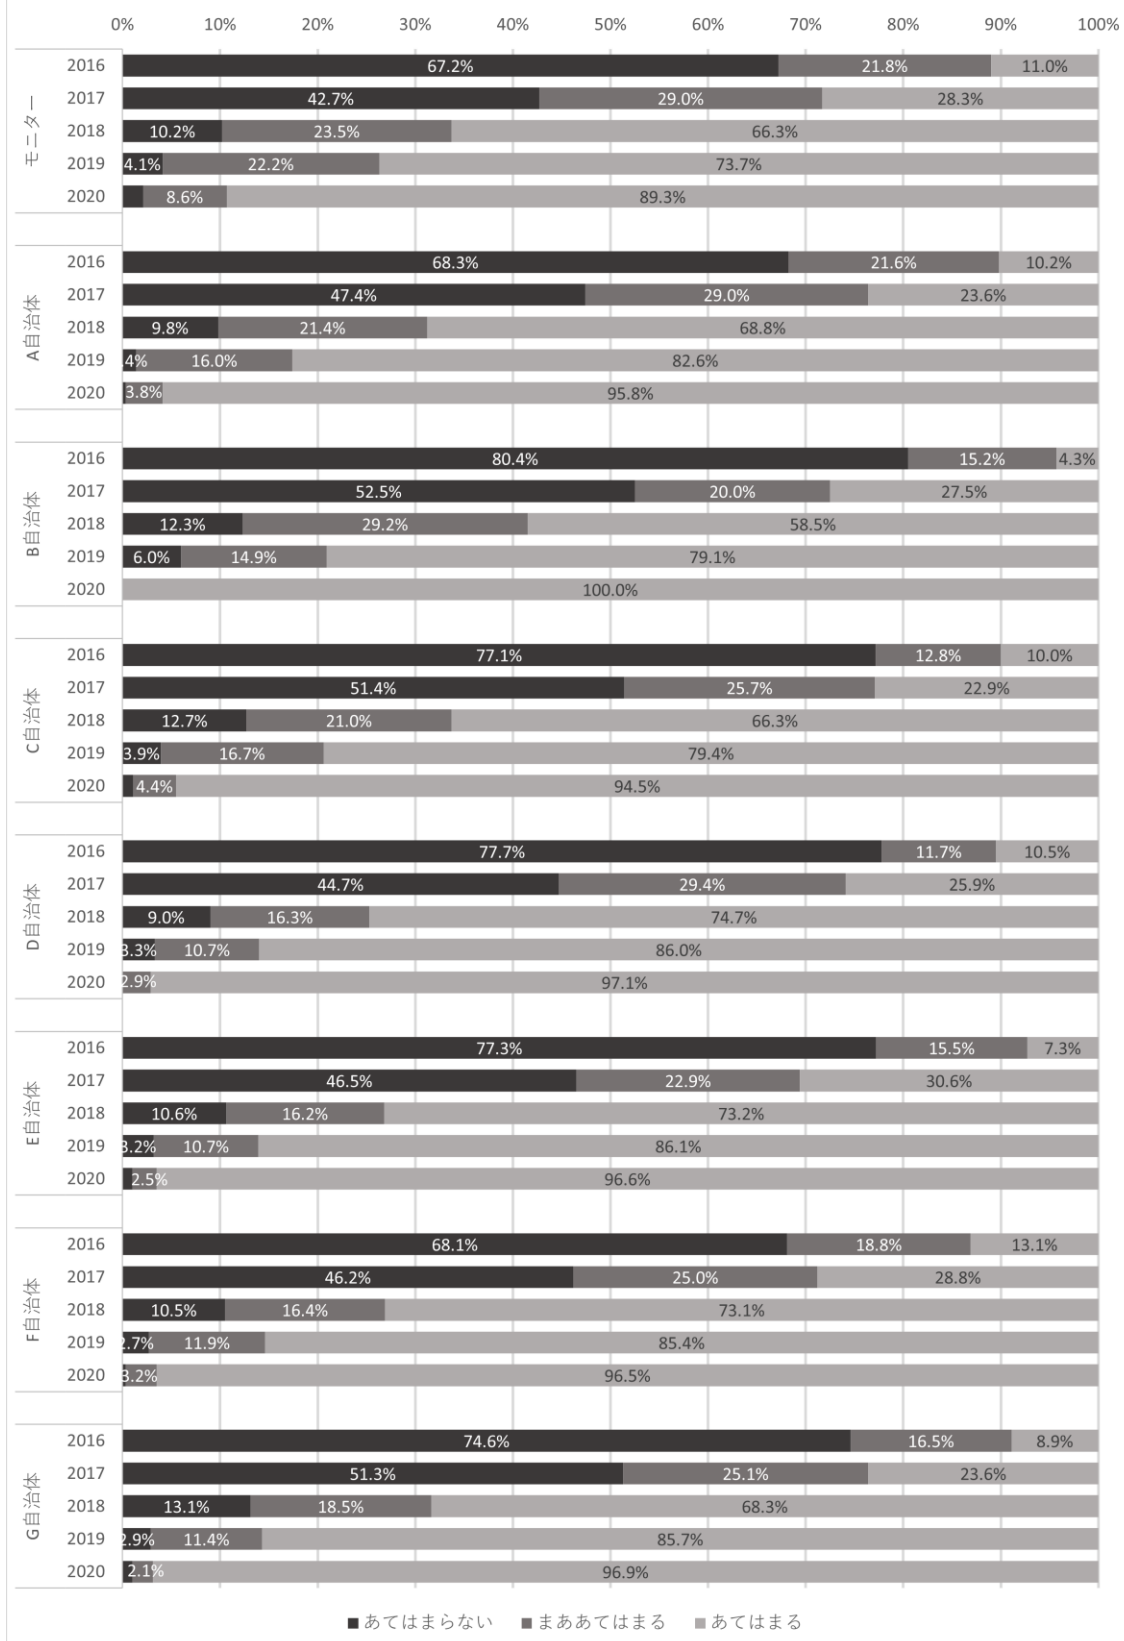 0% 10% 20% 30% 40% 50% 60% 70% 80% 90% 100%
モニター
2016 67.2% 21.8% 11.0%
2017 42.7% 29.0% 28.3%
2018 10.2% 23.5% 66.3%
2019 4.1% 22.2% 73.7%
2020 8.6% 89.3%
A自治体
2016 68.3% 21.6% 10.2%
2017 47.4% 29.0% 23.6%
2018 9.8% 21.4% 68.8%
2019 .4% 16.0% 82.6%
2020 3.8% 95.8%
B自治体
2016 80.4% 15.2% 4.3%
2017 52.5% 20.0% 27.5%
2018 12.3% 29.2% 58.5%
2019 6.0% 14.9% 79.1%
2020 100.0%
C自治体
2016 77.1% 12.8% 10.0%
2017 51.4% 25.7% 22.9%
2018 12.7% 21.0% 66.3%
2019 3.9% 16.7% 79.4%
2020 4.4% 94.5%
D自治体
2016 77.7% 11.7% 10.5%
2017 44.7% 29.4% 25.9%
2018 9.0% 16.3% 74.7%
2019 3.3% 10.7% 86.0%
2020 2.9% 97.1%
E自治体
2016 77.3% 15.5% 7.3%
2017 46.5% 22.9% 30.6%
2018 10.6% 16.2% 73.2%
2019 3.2% 10.7% 86.1%
2020 2.5% 96.6%
F自治体
2016 68.1% 18.8% 13.1%
2017 46.2% 25.0% 28.8%
2018 10.5% 16.4% 73.1%
2019 2.7% 11.9% 85.4%
2020 3.2% 96.5%
G自治体
2016 74.6% 16.5% 8.9%
2017 51.3% 25.1% 23.6%
2018 13.1% 18.5% 68.3%
2019 2.9% 11.4% 85.7%
2020 2.1% 96.9%
あてはまらない まああてはまる あてはまる